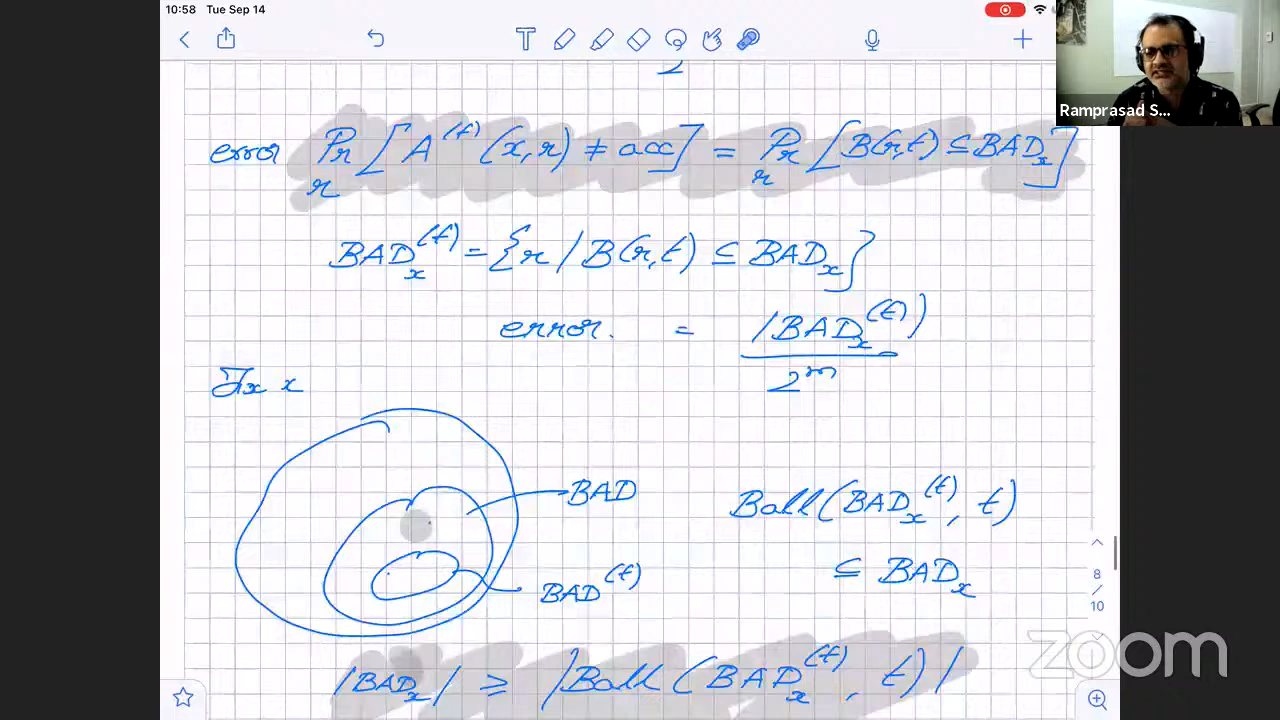 10:58 Tue Sep 14
Ramprasad S...
error Pr_r [A^(t)(x,r) ≠ acc] = Pr_r [B(r,t) ⊆ BAD_x]
BAD_x^(t) = {r / B(r,t) ⊆ BAD_x}
error. = |BAD_x^(t)| / 2^m
Fix x
BAD
BAD^(t)
Ball(BAD_x^(t), t)
⊆ BAD_x
8
/
10
|BAD_x| ≥ |Ball(BAD_x^(t), t)|
zoom